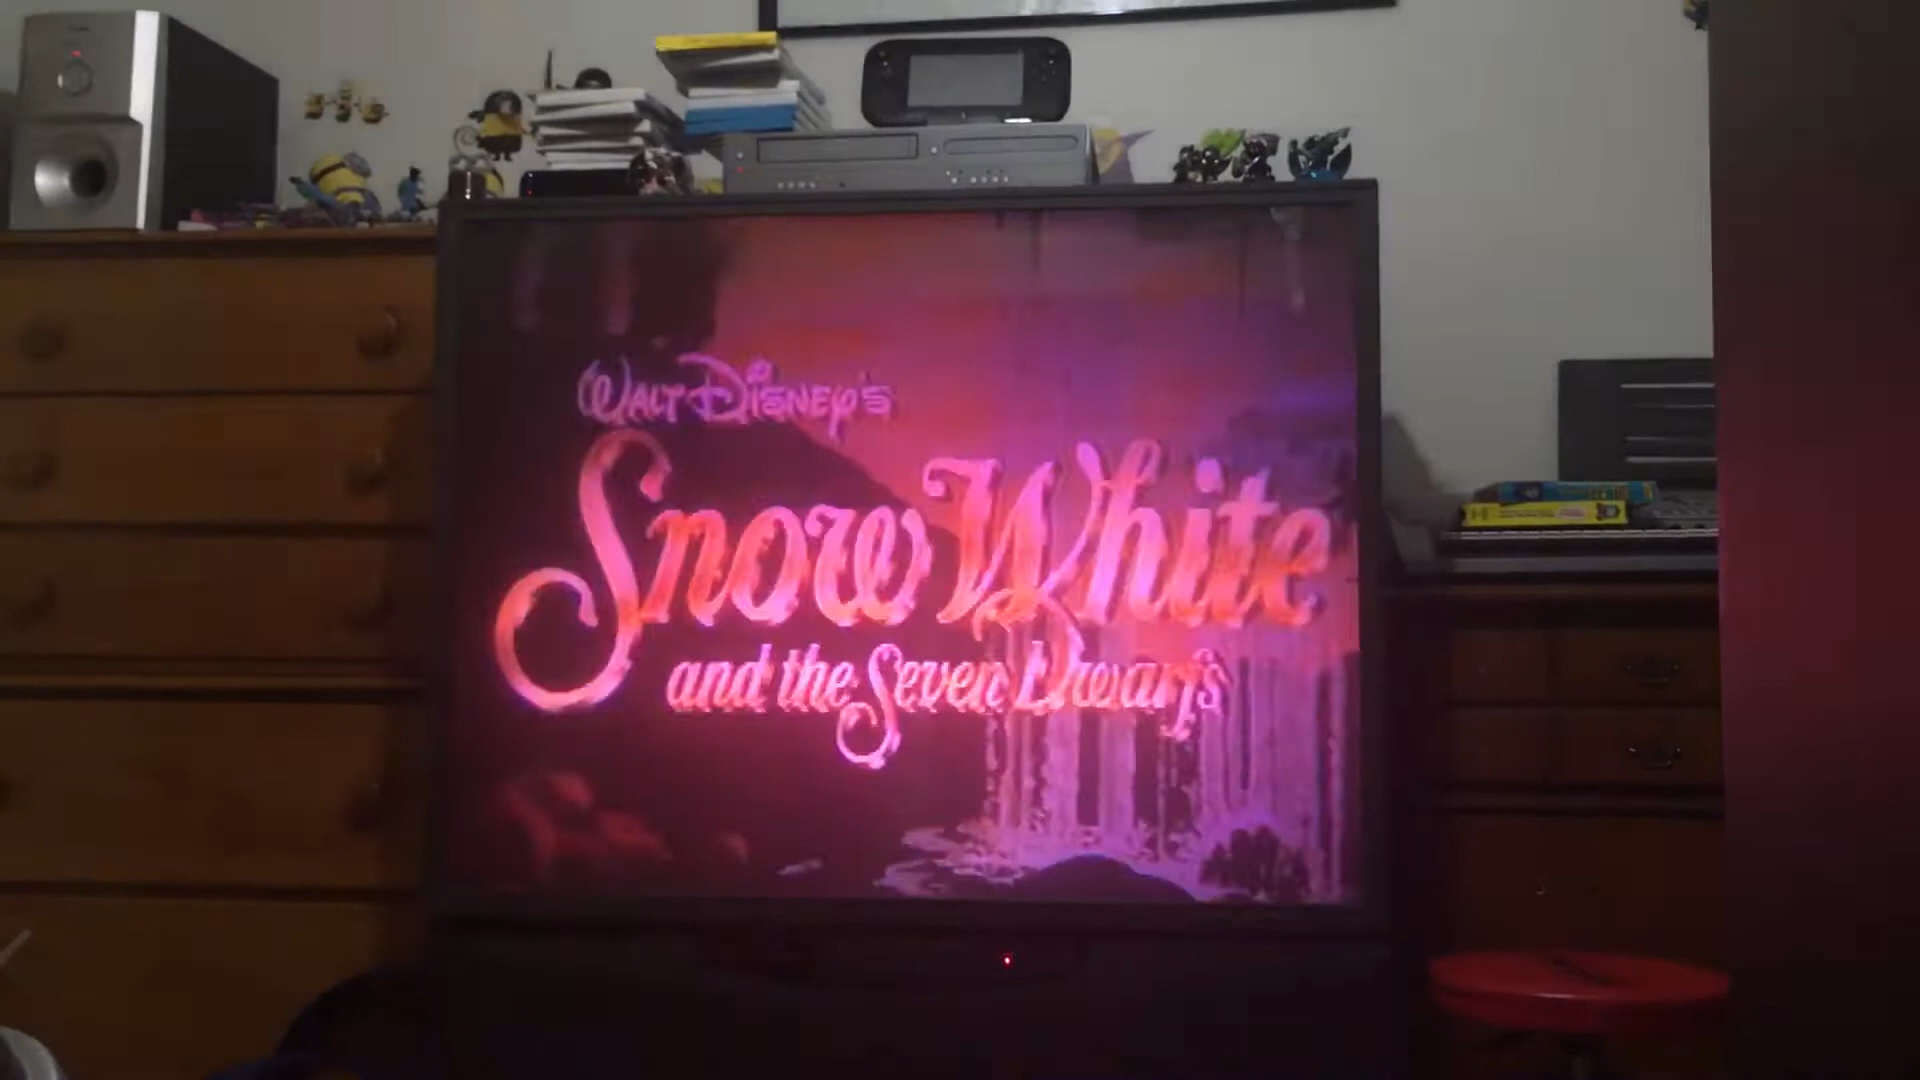 Walt Disney's
Snow White
and the Seven Dwarfs